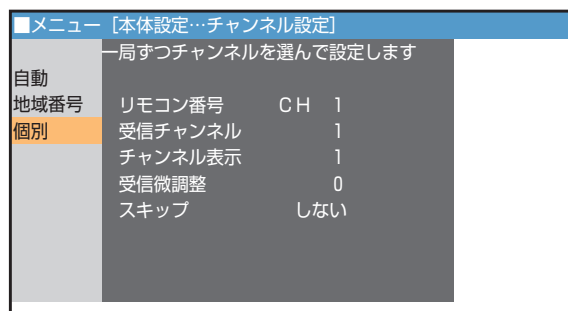 ■メニュー [本体設定…チャンネル設定]
一局ずつチャンネルを選んで設定します
自動
地域番号 リモコン番号 CH 1
個別 受信チャンネル 1
チャンネル表示 1
受信微調整 0
スキップ しない